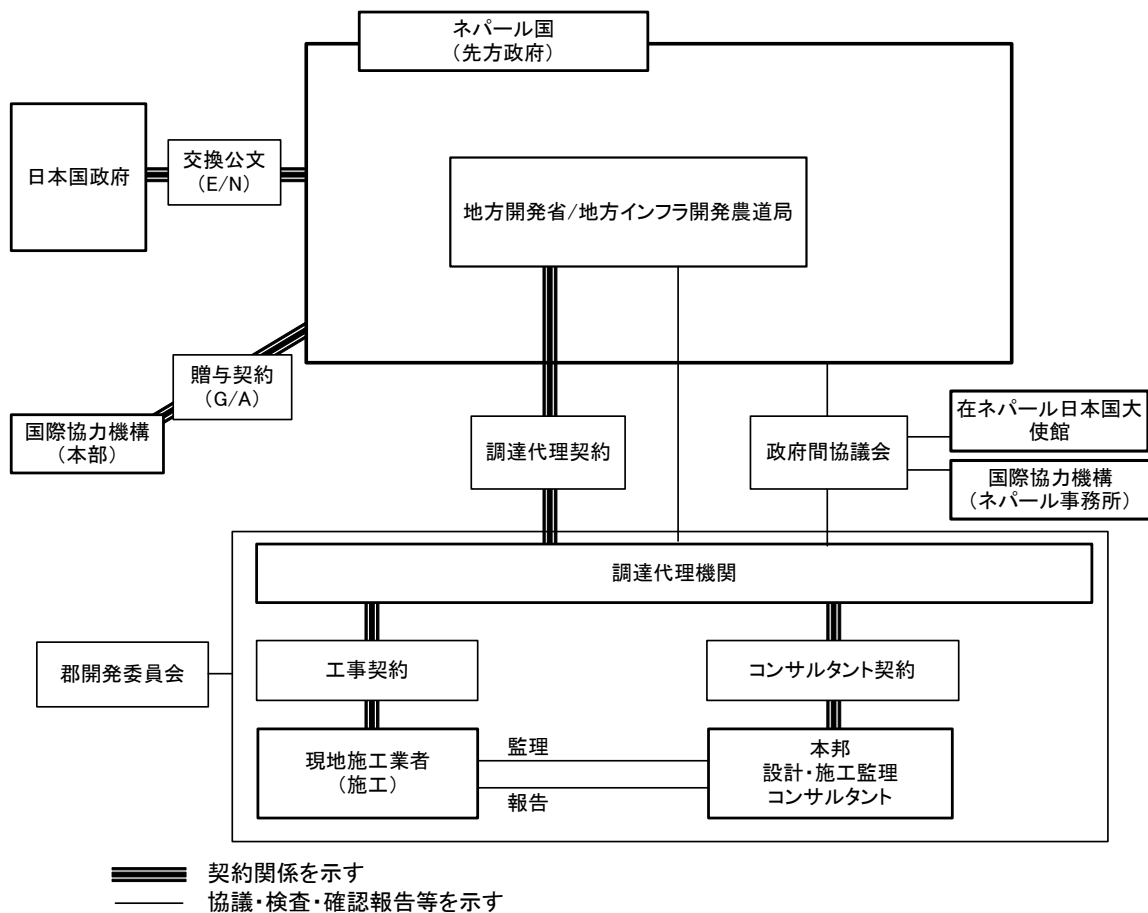 ネパール国
(先方政府)
日本国政府
交換公文
(E/N)
地方開発省/地方インフラ開発農道局
贈与契約
(G/A)
国際協力機構
(本部)
調達代理契約
政府間協議会
在ネパール日本国大
使館
国際協力機構
(ネパール事務所)
調達代理機関
郡開発委員会
工事契約
コンサルタント契約
現地施工業者
(施工)
監理
報告
本邦
設計・施工監理
コンサルタント
契約関係を示す
協議・検査・確認報告等を示す